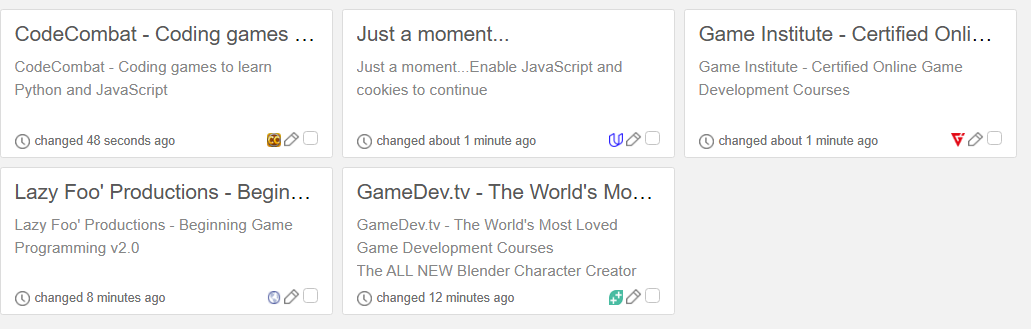 CodeCombat - Coding games ...
CodeCombat - Coding games to learn
Python and JavaScript
changed 48 seconds ago
CC
Just a moment...
Just a moment...Enable JavaScript and
cookies to continue
changed about 1 minute ago
Game Institute - Certified Onli...
Game Institute - Certified Online Game
Development Courses
changed about 1 minute ago
Lazy Foo' Productions - Begin...
Lazy Foo' Productions - Beginning Game
Programming v2.0
changed 8 minutes ago
GameDev.tv - The World's Mo...
GameDev.tv - The World's Most Loved
Game Development Courses
The ALL NEW Blender Character Creator
changed 12 minutes ago